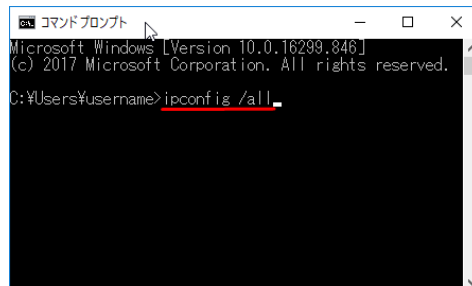 コマンド プロンプト
Microsoft Windows [Version 10.0.16299.846]
(c) 2017 Microsoft Corporation. All rights reserved.
C:¥Users¥username>ipconfig /all